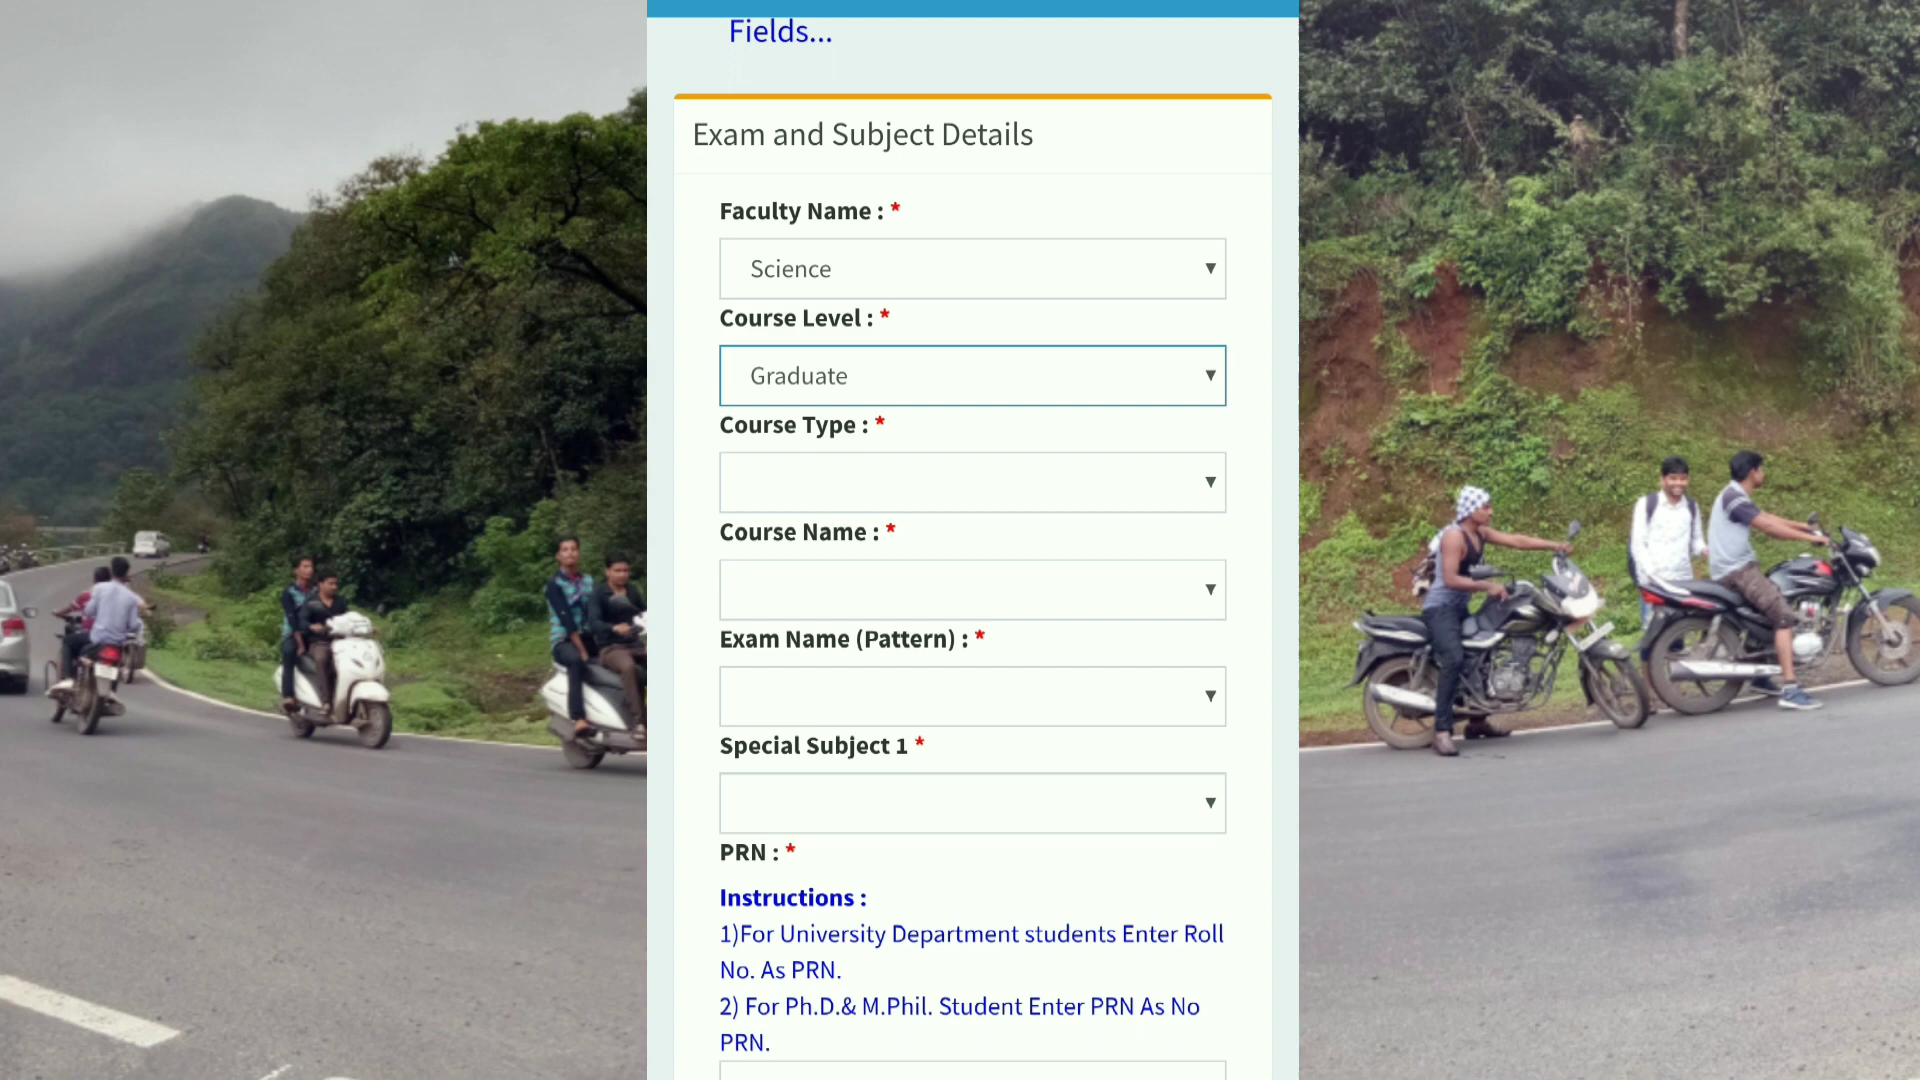 Fields...
Exam and Subject Details
Faculty Name : *
Science
Course Level : *
Graduate
Course Type : *
Course Name : *
Exam Name (Pattern) : *
Special Subject 1 *
PRN : *
Instructions :
1)For University Department students Enter Roll
No. As PRN.
2) For Ph.D.& M.Phil. Student Enter PRN As No
PRN.